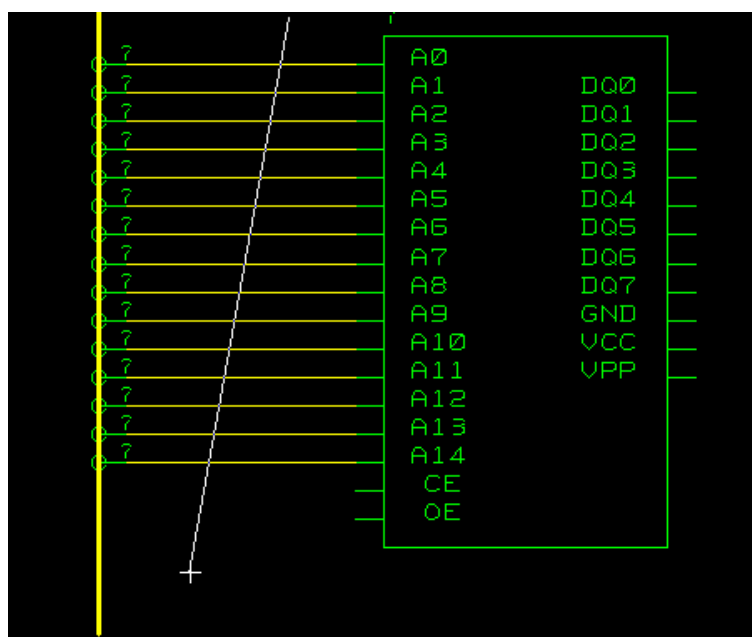 ? A0
? A1 DQ0
? A2 DQ1
? A3 DQ2
? A4 DQ3
? A5 DQ4
? A6 DQ5
? A7 DQ6
? A8 DQ7
? A9 GND
? A10 VCC
? A11 VPP
? A12
? A13
? A14
CE
OE